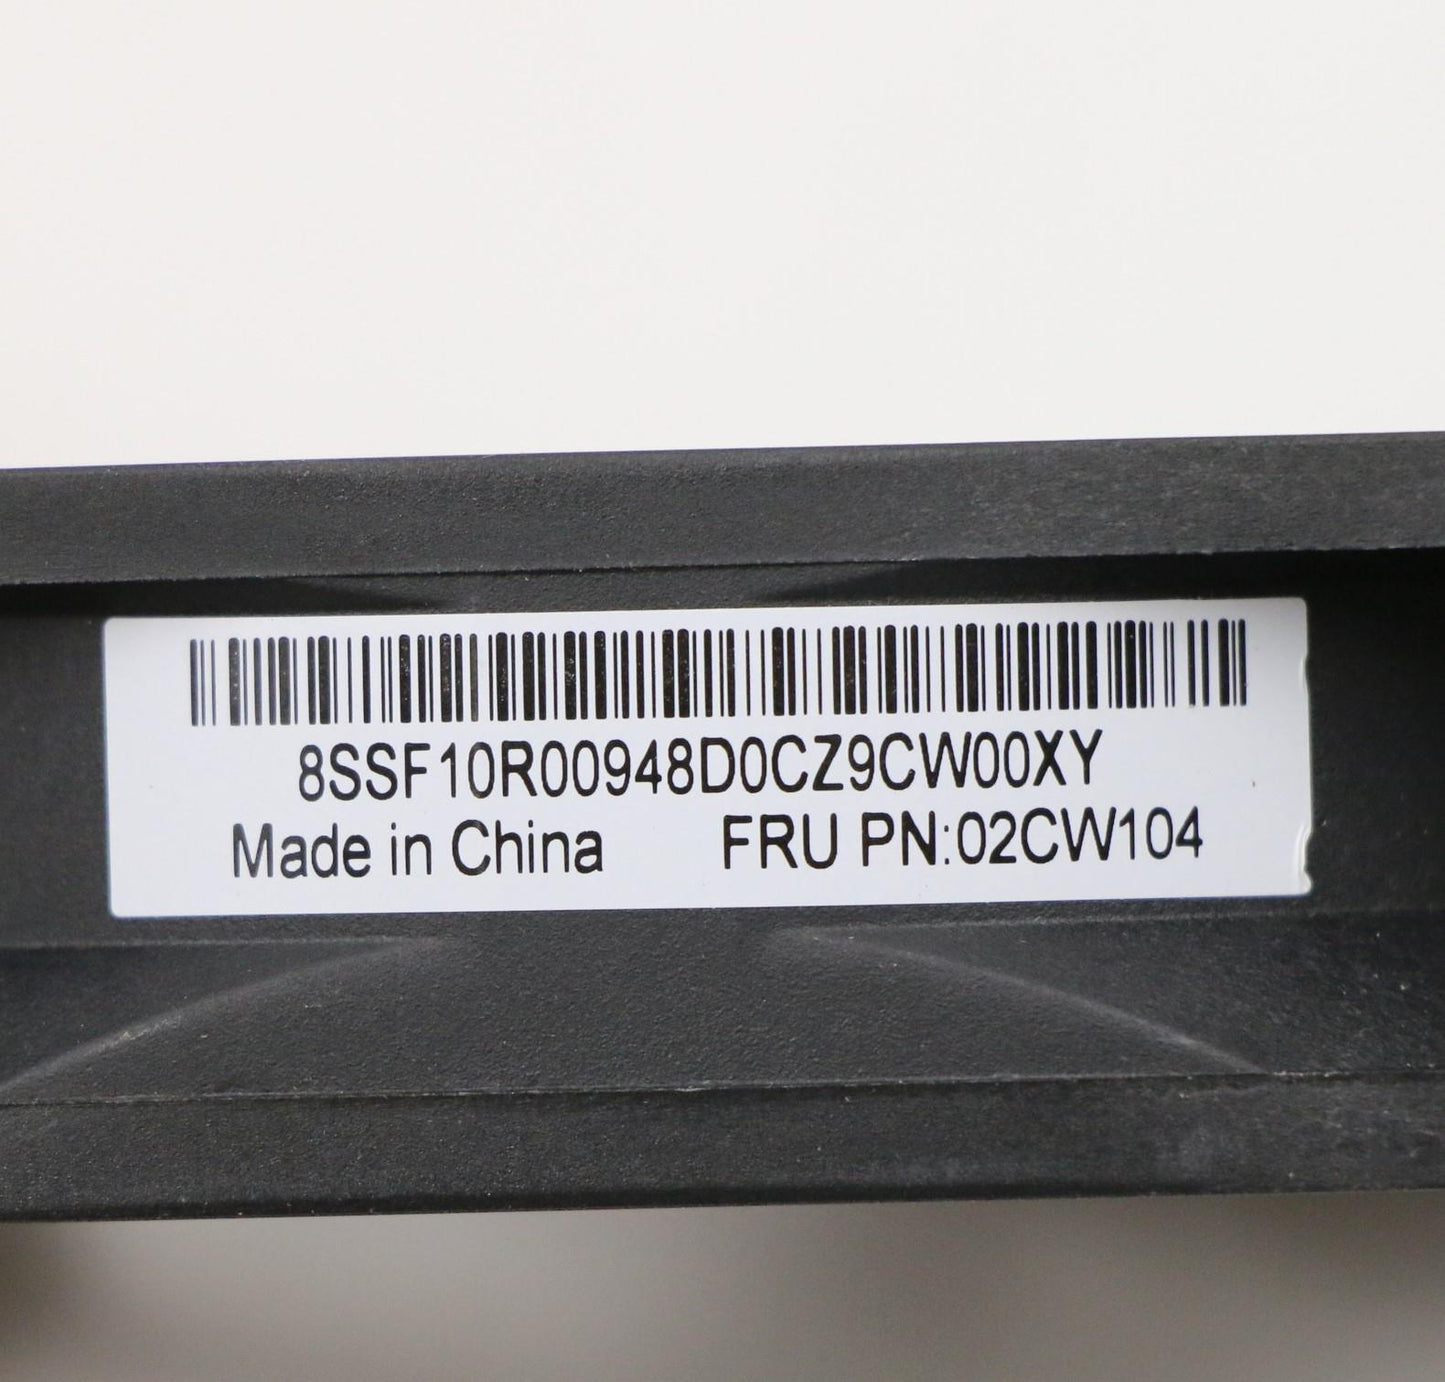 8SSF10R00948D0CZ9CW00XY
Made in China FRU PN:02CW104